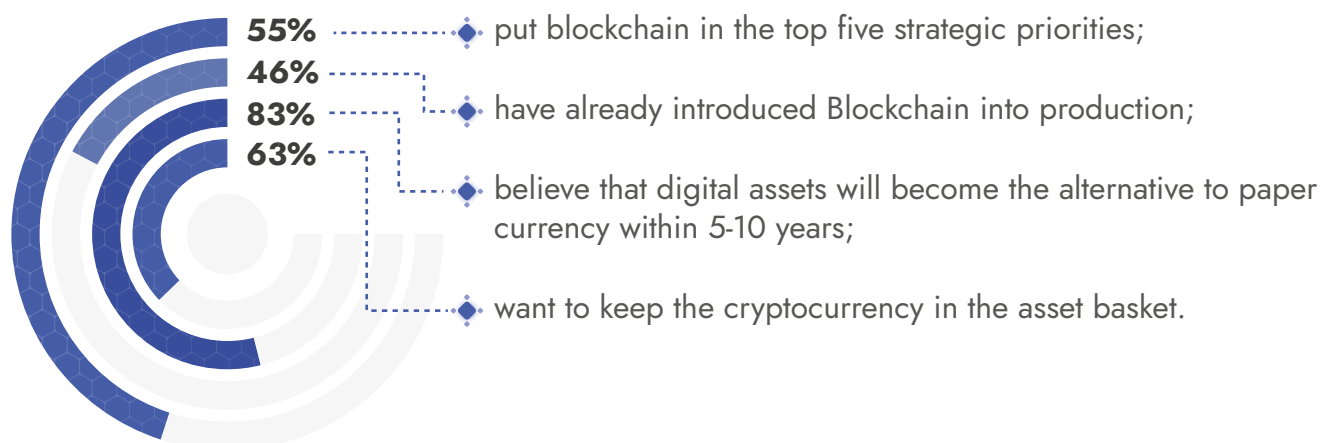 55% put blockchain in the top five strategic priorities;
46% have already introduced Blockchain into production;
83% believe that digital assets will become the alternative to paper
currency within 5-10 years;
63% want to keep the cryptocurrency in the asset basket.